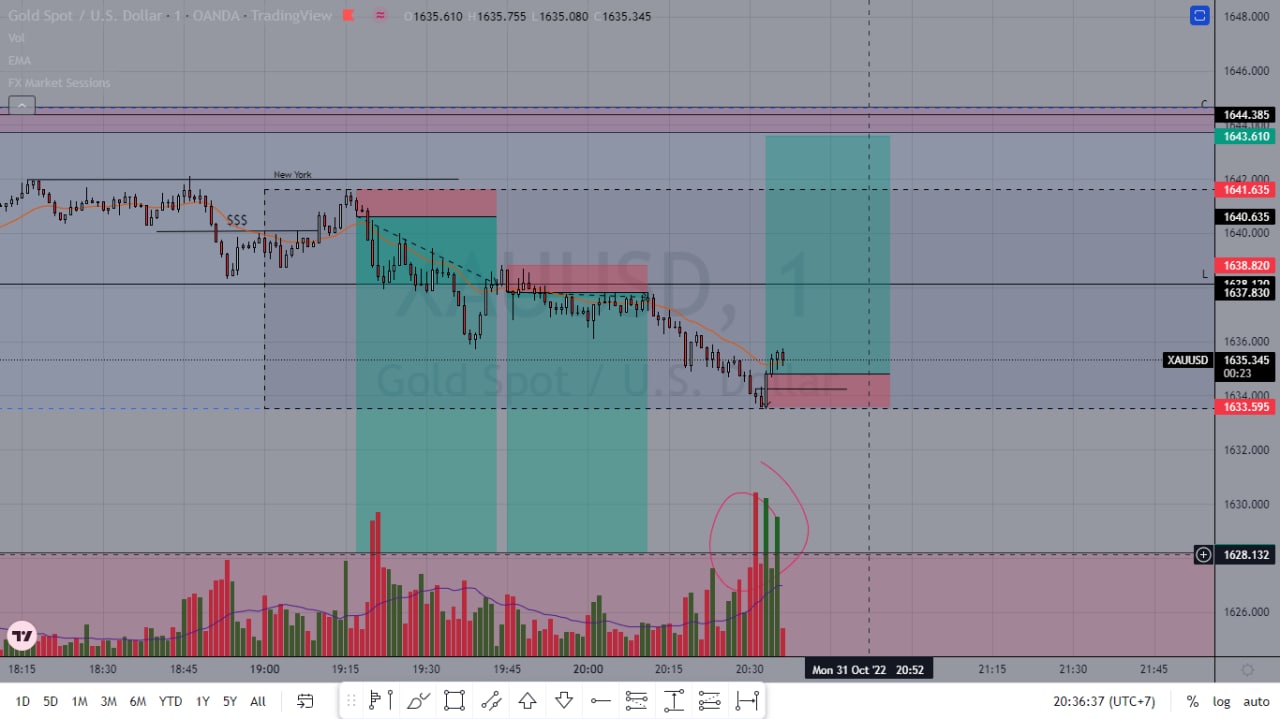 Gold Spot / U.S. Dollar · 1 · OANDA · TradingView O1635.610 H1635.755 L1635.080 C1635.345
Vol
EMA
FX Market Sessions
New York
$$$
XAUUSD, 1
Gold Spot / U.S. Dollar
C
L
1648.000
1646.000
1644.385
1643.610
1642.000
1641.635
1640.635
1640.000
1638.820
1637.830
1636.000
XAUUSD 1635.345
00:23
1634.000
1633.595
1632.000
1630.000
1628.132
1626.000
18:15 18:30 18:45 19:00 19:15 19:30 19:45 20:00 20:15 20:30 Mon 31 Oct '22 20:52 21:15 21:30 21:45
1D 5D 1M 3M 6M YTD 1Y 5Y All 20:36:37 (UTC+7) % log auto